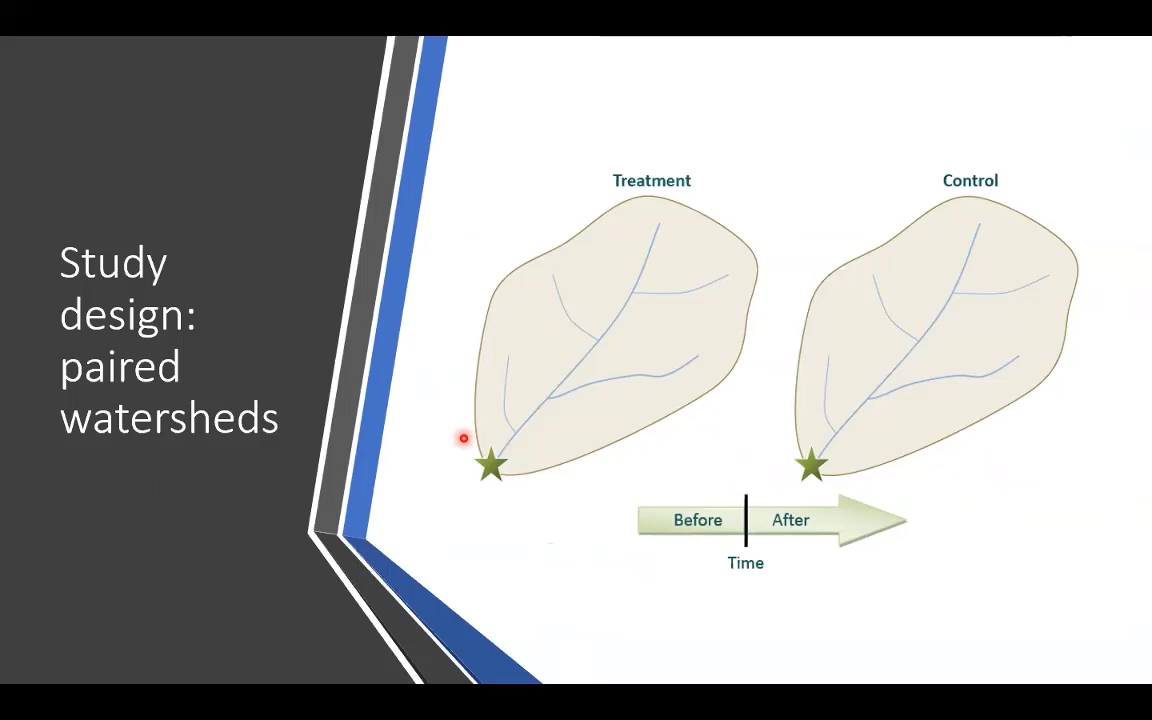 Study
design:
paired
watersheds
Treatment
Control
Before
After
Time